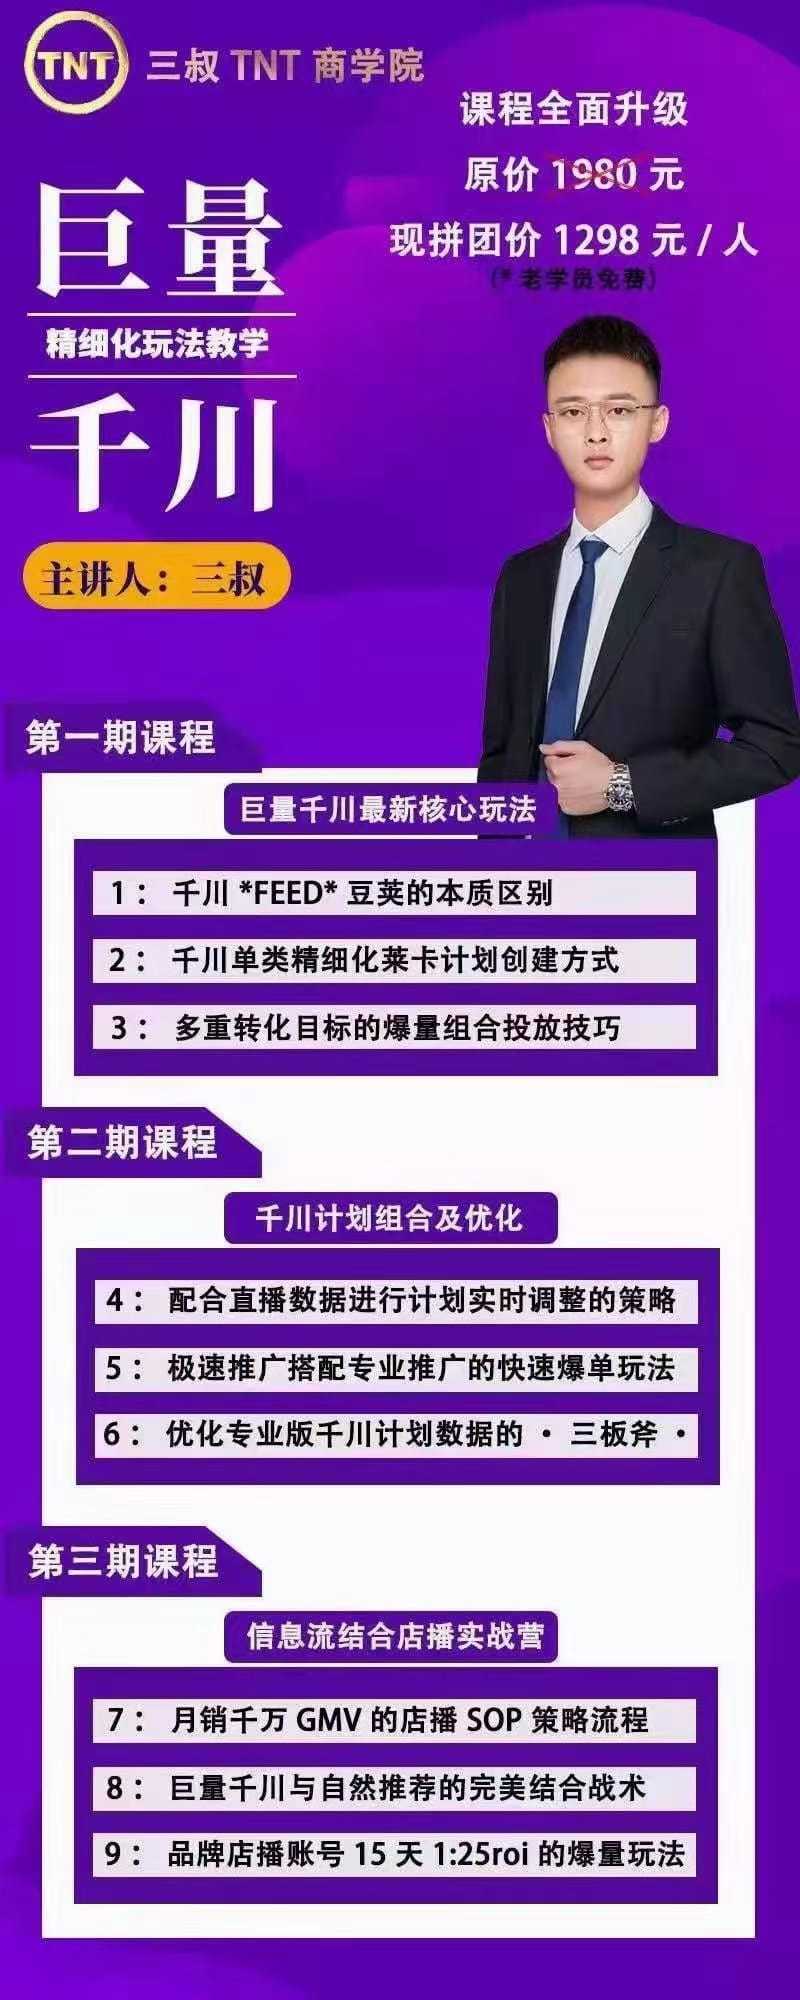 TNT 三叔 TNT 商学院
课程全面升级
原价 1980 元
现拼团价 1298 元 / 人
(* 老学员免费)
巨量
精细化玩法教学
千川
主讲人：三叔
第一期课程
巨量千川最新核心玩法
1： 千川 *FEED* 豆荚的本质区别
2： 千川单类精细化莱卡计划创建方式
3： 多重转化目标的爆量组合投放技巧
第二期课程
千川计划组合及优化
4： 配合直播数据进行计划实时调整的策略
5： 极速推广搭配专业推广的快速爆单玩法
6： 优化专业版千川计划数据的 · 三板斧 ·
第三期课程
信息流结合店播实战营
7： 月销千万 GMV 的店播 SOP 策略流程
8： 巨量千川与自然推荐的完美结合战术
9： 品牌店播账号 15 天 1:25roi 的爆量玩法